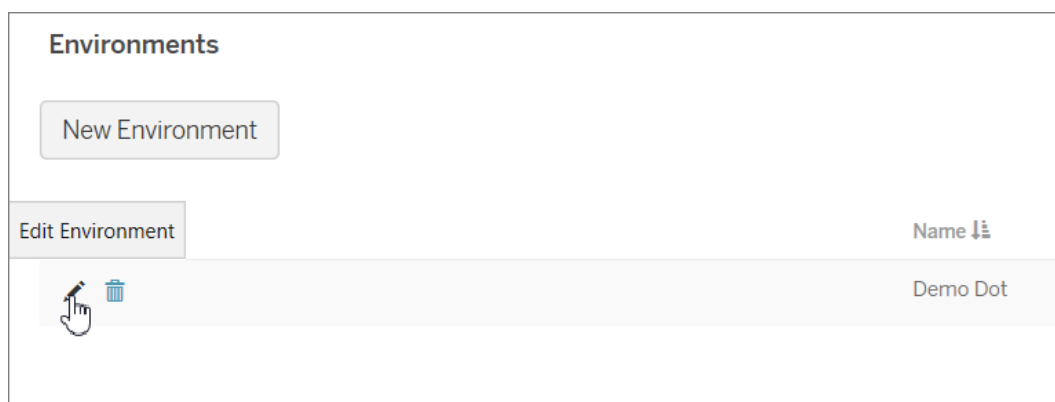 Environments
New Environment
Edit Environment
Name
Demo Dot